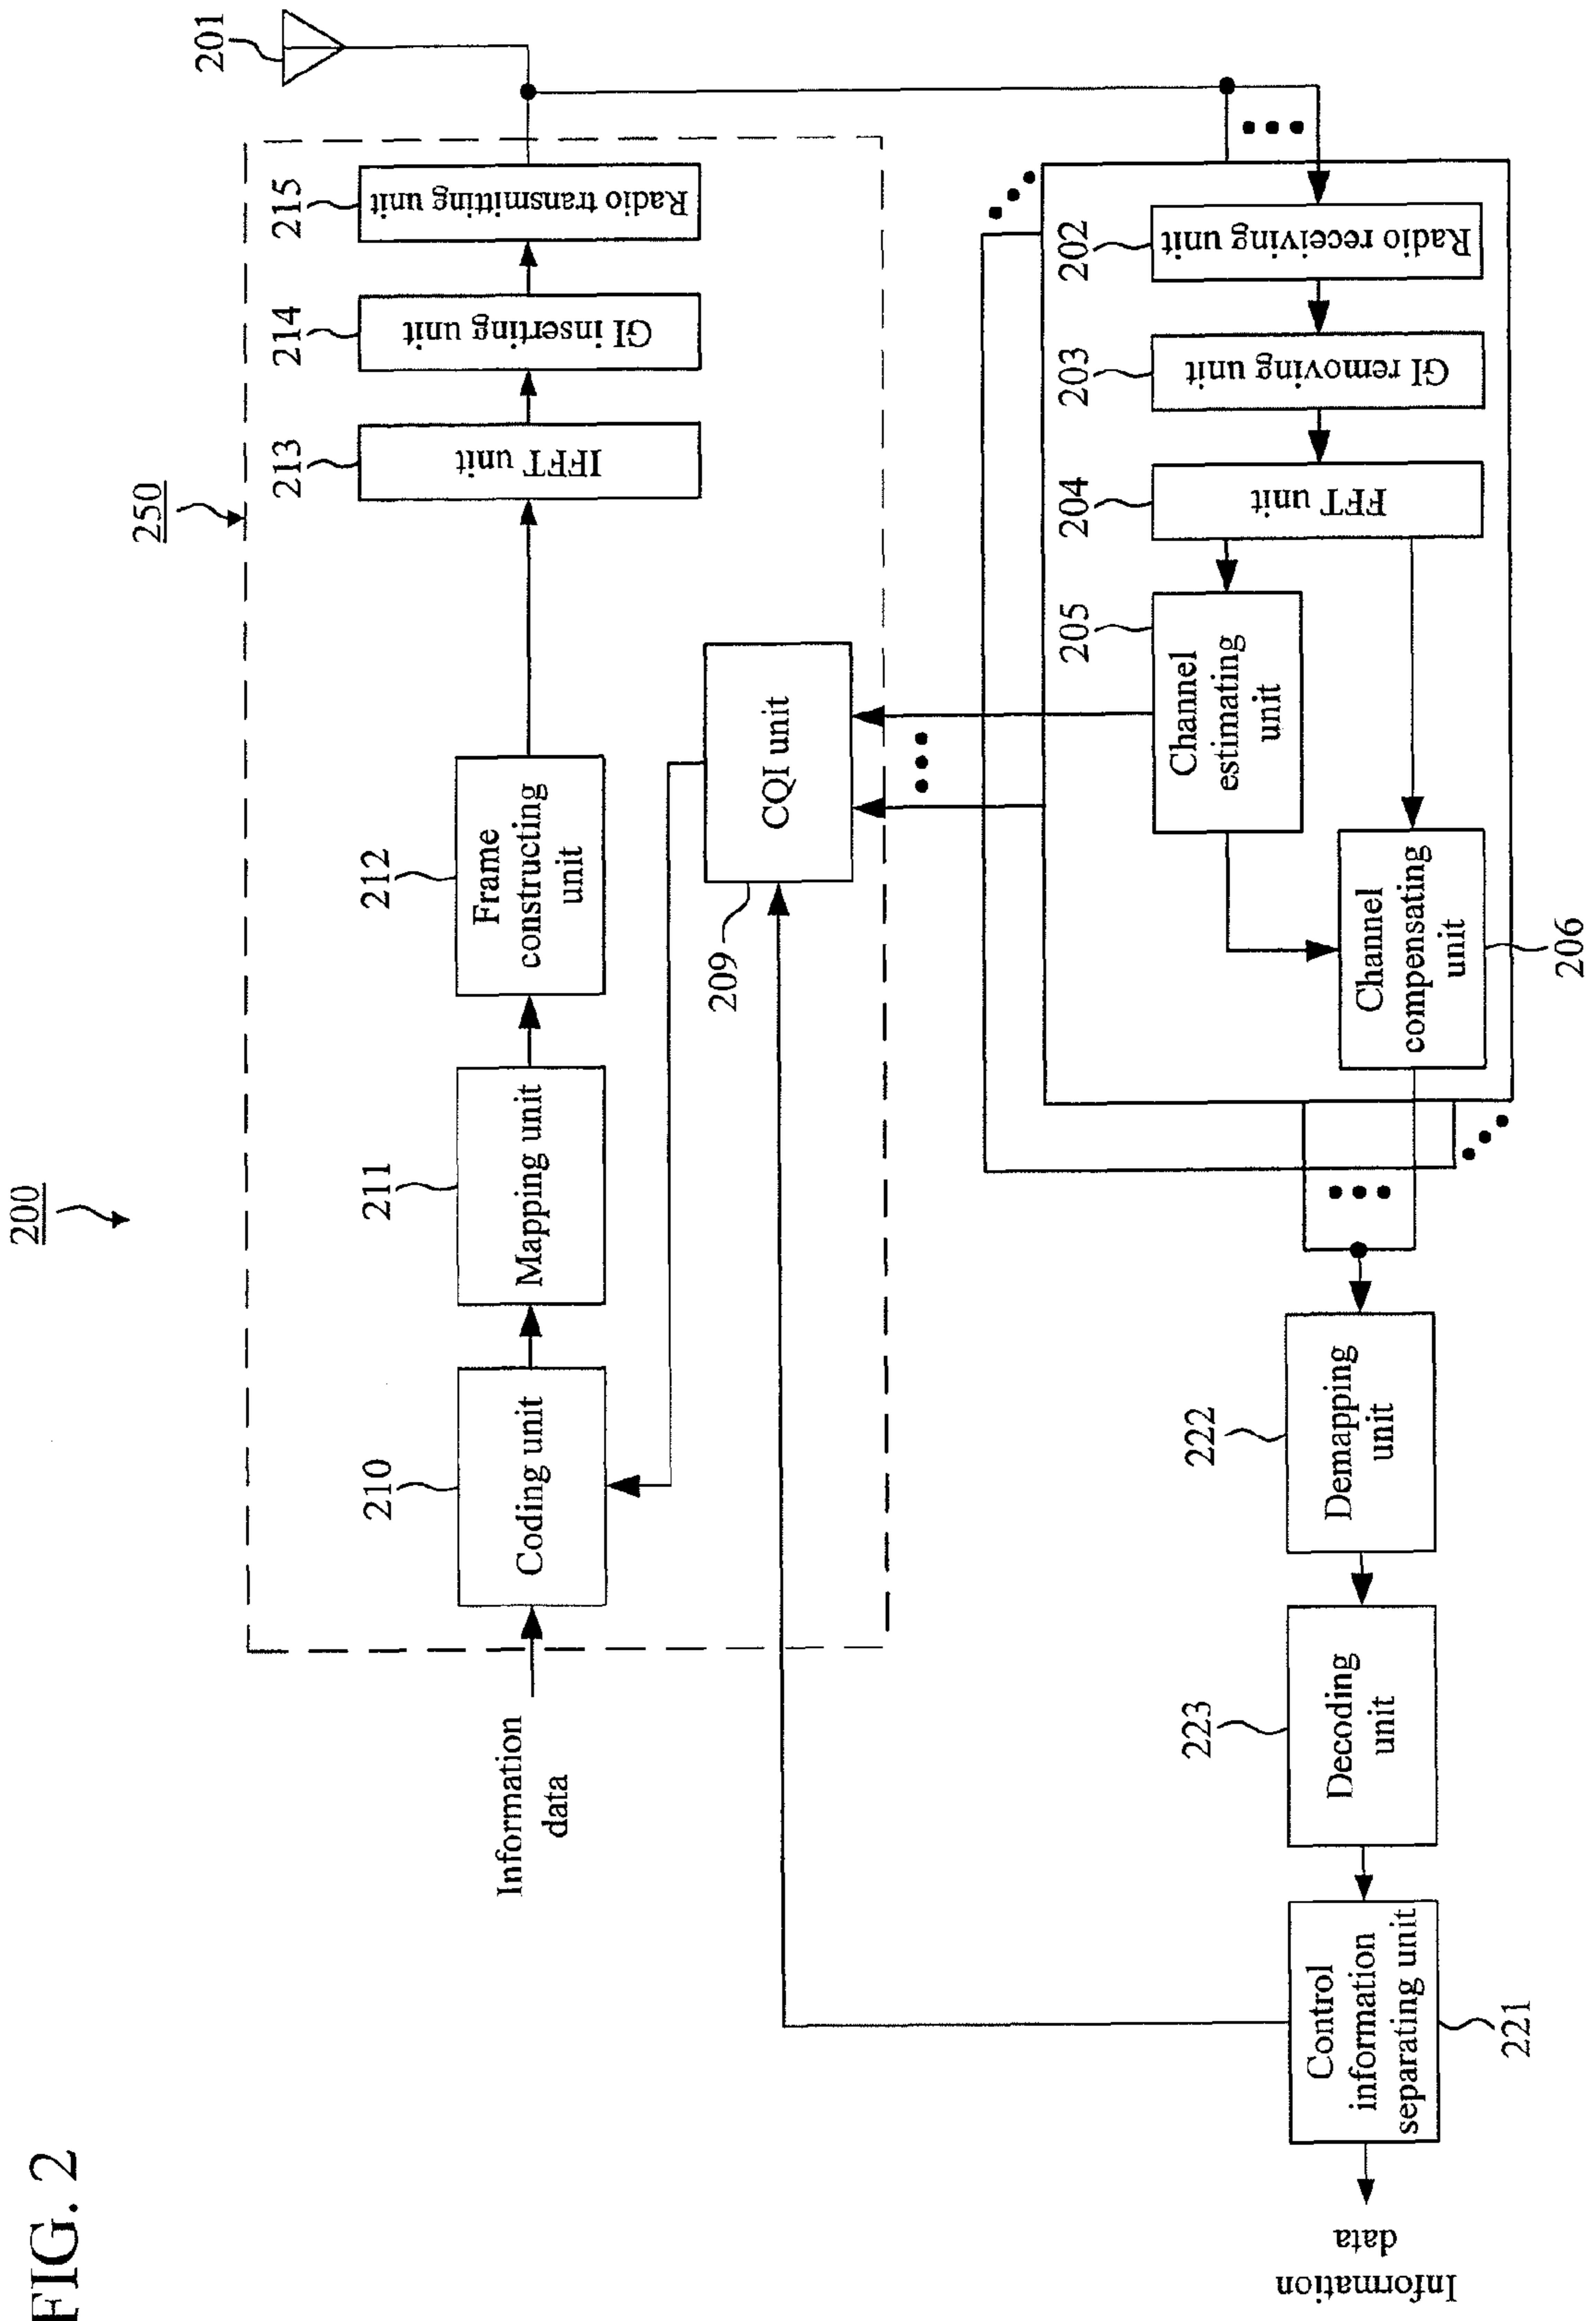 FIG. 2
200
250
201
210
Coding unit
211
Mapping unit
212
Frame
constructing
unit
213
IFFT unit
214
GI inserting unit
215
Radio transmitting unit
Information
data
209
CQI unit
202
Radio receiving unit
203
GI removing unit
204
FFT unit
205
Channel
estimating
unit
Channel
compensating
unit
206
222
Demapping
unit
223
Decoding
unit
Control
information
separating unit
221
Information
data